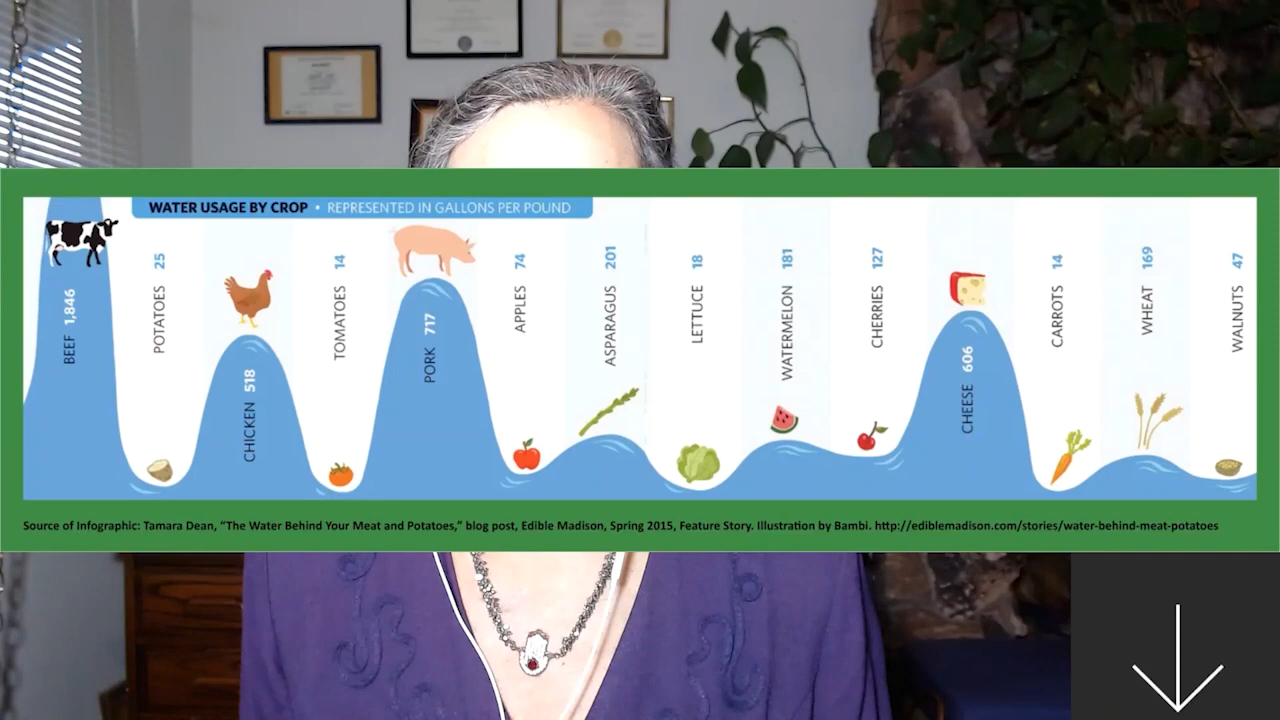 WATER USAGE BY CROP • REPRESENTED IN GALLONS PER POUND
BEEF 1,846
POTATOES 25
CHICKEN 518
TOMATOES 14
PORK 717
APPLES 74
ASPARAGUS 201
LETTUCE 18
WATERMELON 181
CHERRIES 127
CHEESE 606
CARROTS 14
WHEAT 169
WALNUTS 47
Source of Infographic: Tamara Dean, “The Water Behind Your Meat and Potatoes,” blog post, Edible Madison, Spring 2015, Feature Story. Illustration by Bambi. http://ediblemadison.com/stories/water-behind-meat-potatoes